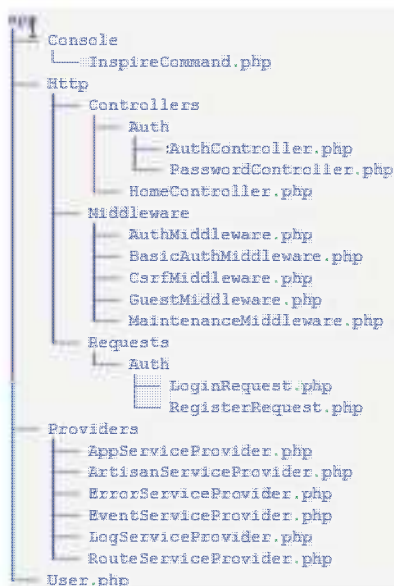 app
Console
InspireCommand.php
Http
Controllers
Auth
AuthController.php
PasswordController.php
HomeController.php
Middleware
AuthMiddleware.php
BasicAuthMiddleware.php
CsrfMiddleware.php
GuestMiddleware.php
MaintenanceMiddleware.php
Requests
Auth
LoginRequest.php
RegisterRequest.php
Providers
AppServiceProvider.php
ArtisanServiceProvider.php
ErrorServiceProvider.php
EventServiceProvider.php
LogServiceProvider.php
RouteServiceProvider.php
User.php